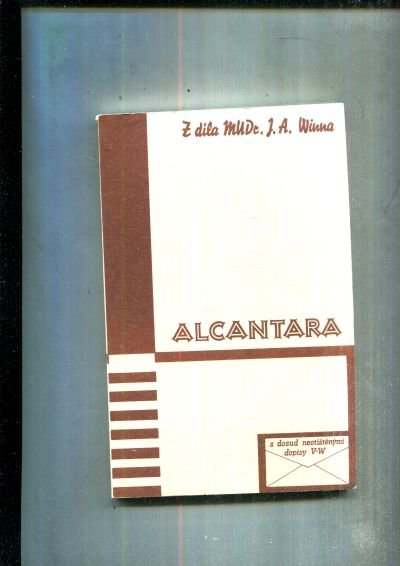 Z díla MUDr. J. A. Winna
ALCANTARA
s dosud neotištěnými
dopisy V-W